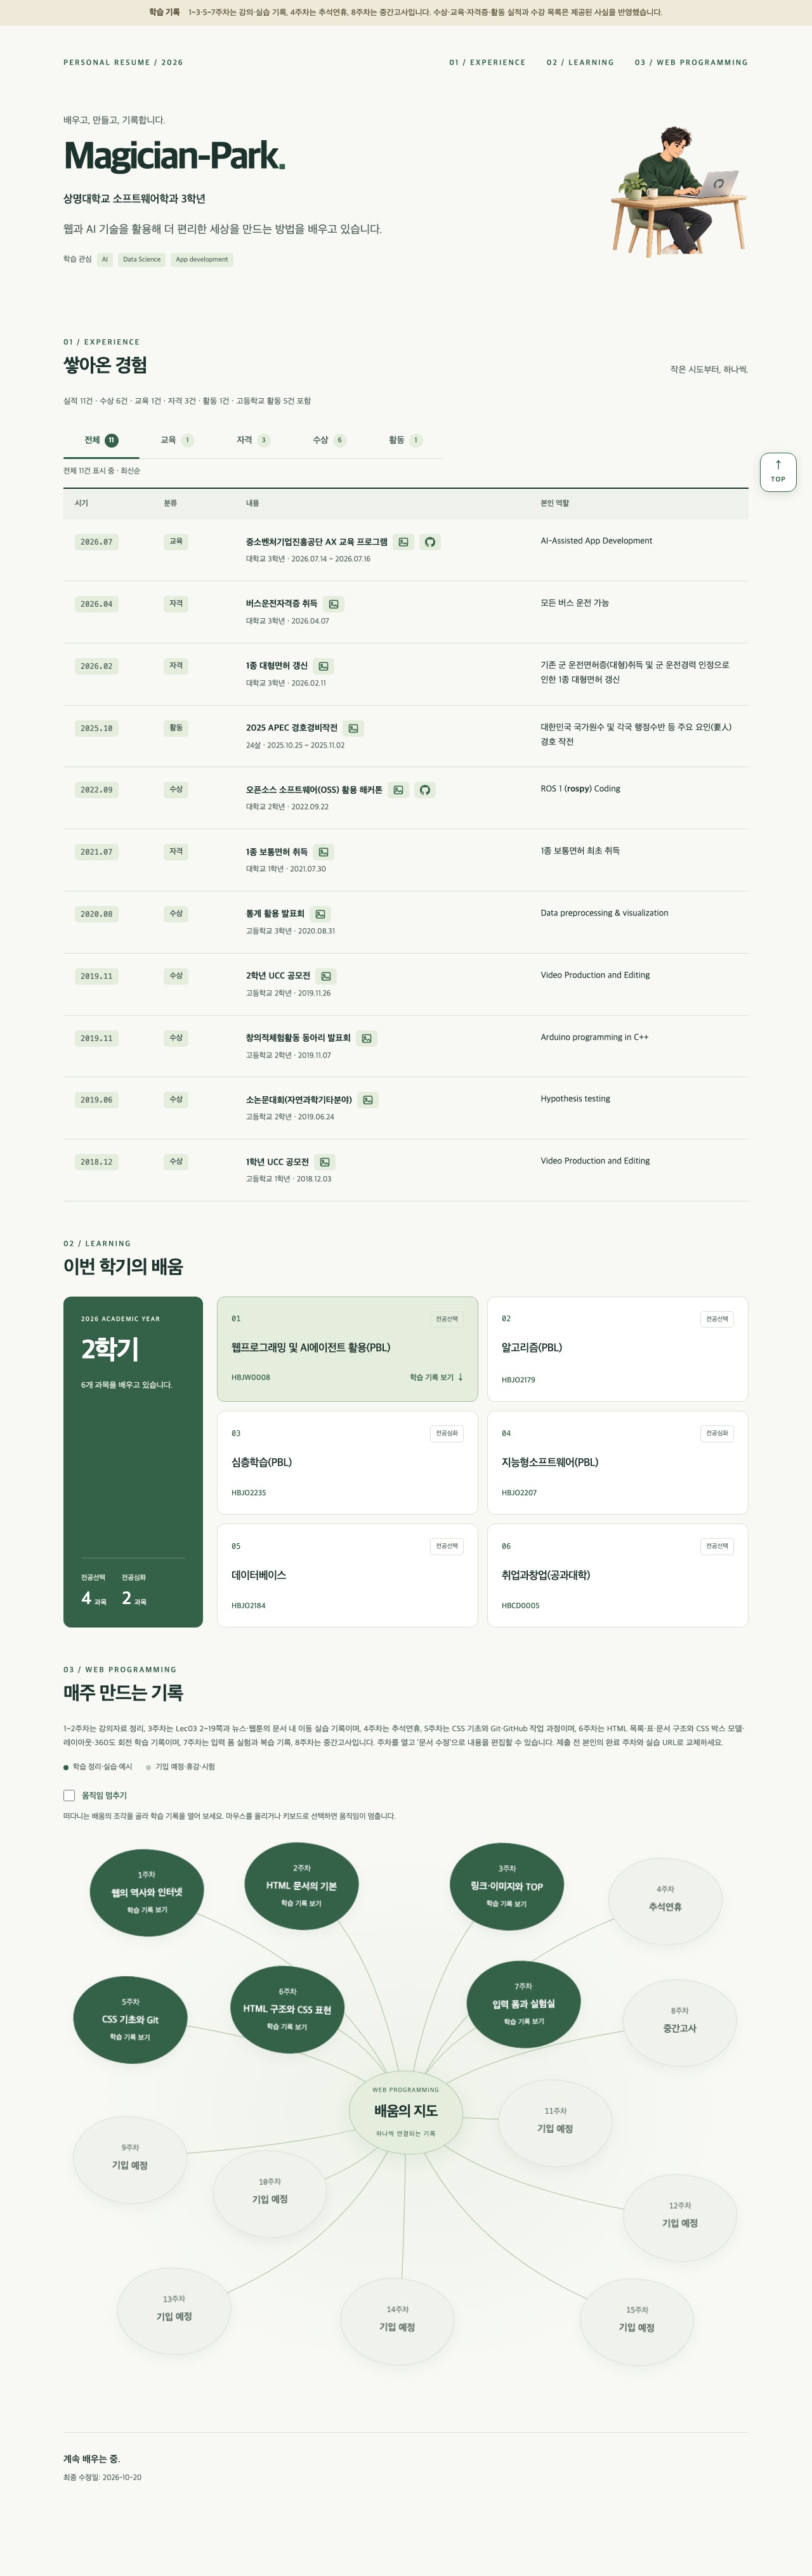 학습 기록 1~3·5~7주차는 강의·실습 기록, 4주차는 추석연휴, 8주차는 중간고사입니다. 수상·교육·자격증·활동 실적과 수강 목록은 제공된 사실을 반영했습니다.
PERSONAL RESUME / 2026
01 / EXPERIENCE 02 / LEARNING 03 / WEB PROGRAMMING
배우고, 만들고, 기록합니다.
Magician-Park.
상명대학교 소프트웨어학과 3학년
웹과 AI 기술을 활용해 더 편리한 세상을 만드는 방법을 배우고 있습니다.
학습 관심 AI Data Science App development
01 / EXPERIENCE
쌓아온 경험
작은 시도부터, 하나씩.
실적 11건 · 수상 6건 · 교육 1건 · 자격 3건 · 활동 1건 · 고등학교 활동 5건 포함
전체 11 교육 1 자격 3 수상 6 활동 1
전체 11건 표시 중 · 최신순
↑
TOP
시기 분류 내용 본인 역할
2026.07 교육 중소벤처기업진흥공단 AX 교육 프로그램 AI-Assisted App Development
대학교 3학년 · 2026.07.14 ~ 2026.07.16
2026.04 자격 버스운전자격증 취득 모든 버스 운전 가능
대학교 3학년 · 2026.04.07
2026.02 자격 1종 대형면허 갱신 기존 군 운전면허증(대형)취득 및 군 운전경력 인정으로
대학교 3학년 · 2026.02.11 인한 1종 대형면허 갱신
2025.10 활동 2025 APEC 경호경비작전 대한민국 국가원수 및 각국 행정수반 등 주요 요인(要人)
24살 · 2025.10.25 ~ 2025.11.02 경호 작전
2022.09 수상 오픈소스 소프트웨어(OSS) 활용 해커톤 ROS 1 (rospy) Coding
대학교 2학년 · 2022.09.22
2021.07 자격 1종 보통면허 취득 1종 보통면허 최초 취득
대학교 1학년 · 2021.07.30
2020.08 수상 통계 활용 발표회 Data preprocessing & visualization
고등학교 3학년 · 2020.08.31
2019.11 수상 2학년 UCC 공모전 Video Production and Editing
고등학교 2학년 · 2019.11.26
2019.11 수상 창의적체험활동 동아리 발표회 Arduino programming in C++
고등학교 2학년 · 2019.11.07
2019.06 수상 소논문대회(자연과학기타분야) Hypothesis testing
고등학교 2학년 · 2019.06.24
2018.12 수상 1학년 UCC 공모전 Video Production and Editing
고등학교 1학년 · 2018.12.03
02 / LEARNING
이번 학기의 배움
2026 ACADEMIC YEAR
2학기
6개 과목을 배우고 있습니다.
전공선택 전공심화
4 과목 2 과목
01 전공선택
웹프로그래밍 및 AI에이전트 활용(PBL)
HBJW0008 학습 기록 보기 ↓
02 전공선택
알고리즘(PBL)
HBJO2179
03 전공심화
심층학습(PBL)
HBJO2235
04 전공심화
지능형소프트웨어(PBL)
HBJO2207
05 전공선택
데이터베이스
HBJO2184
06 전공선택
취업과창업(공과대학)
HBCD0005
03 / WEB PROGRAMMING
매주 만드는 기록
1~2주차는 강의자료 정리, 3주차는 Lec03 2~19쪽과 뉴스·웹툰의 문서 내 이동 실습 기록이며, 4주차는 추석연휴, 5주차는 CSS 기초와 Git·GitHub 작업 과정이며, 6주차는 HTML 목록·표·문서 구조와 CSS 박스 모델·
레이아웃·360도 회전 학습 기록이며, 7주차는 입력 폼 실험과 복습 기록, 8주차는 중간고사입니다. 주차를 열고 '문서 수정'으로 내용을 편집할 수 있습니다. 제출 전 본인의 완료 주차와 실습 URL로 교체하세요.
학습 정리·실습·예시 기입 예정·휴강·시험
움직임 멈추기
떠다니는 배움의 조각을 골라 학습 기록을 열어 보세요. 마우스를 올리거나 키보드로 선택하면 움직임이 멈춥니다.
1주차
웹의 역사와 인터넷
학습 기록 보기
2주차
HTML 문서의 기본
학습 기록 보기
3주차
링크·이미지와 TOP
학습 기록 보기
4주차
추석연휴
5주차
CSS 기초와 Git
학습 기록 보기
6주차
HTML 구조와 CSS 표현
학습 기록 보기
7주차
입력 폼과 실험실
학습 기록 보기
8주차
중간고사
WEB PROGRAMMING
배움의 지도
하나씩 연결되는 기록
9주차
기입 예정
10주차
기입 예정
11주차
기입 예정
12주차
기입 예정
13주차
기입 예정
14주차
기입 예정
15주차
기입 예정
계속 배우는 중.
최종 수정일: 2026-10-20